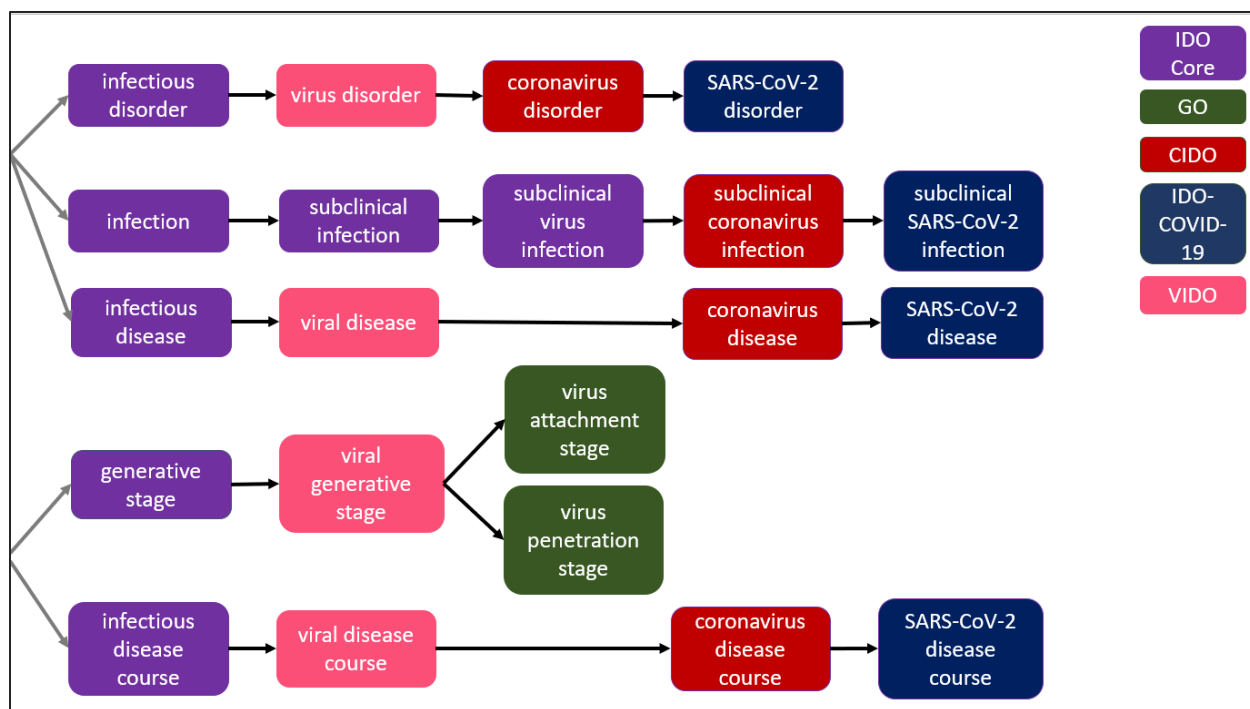 infectious
disorder
virus disorder
coronavirus
disorder
SARS-CoV-2
disorder
infection
subclinical
infection
subclinical
virus
infection
subclinical
coronavirus
infection
subclinical
SARS-CoV-2
infection
infectious
disease
viral disease
coronavirus
disease
SARS-CoV-2
disease
generative
stage
viral
generative
stage
virus
attachment
stage
virus
penetration
stage
infectious
disease
course
viral disease
course
coronavirus
disease
course
SARS-CoV-2
disease
course
IDO
Core
GO
CIDO
IDO-
COVID-
19
VIDO